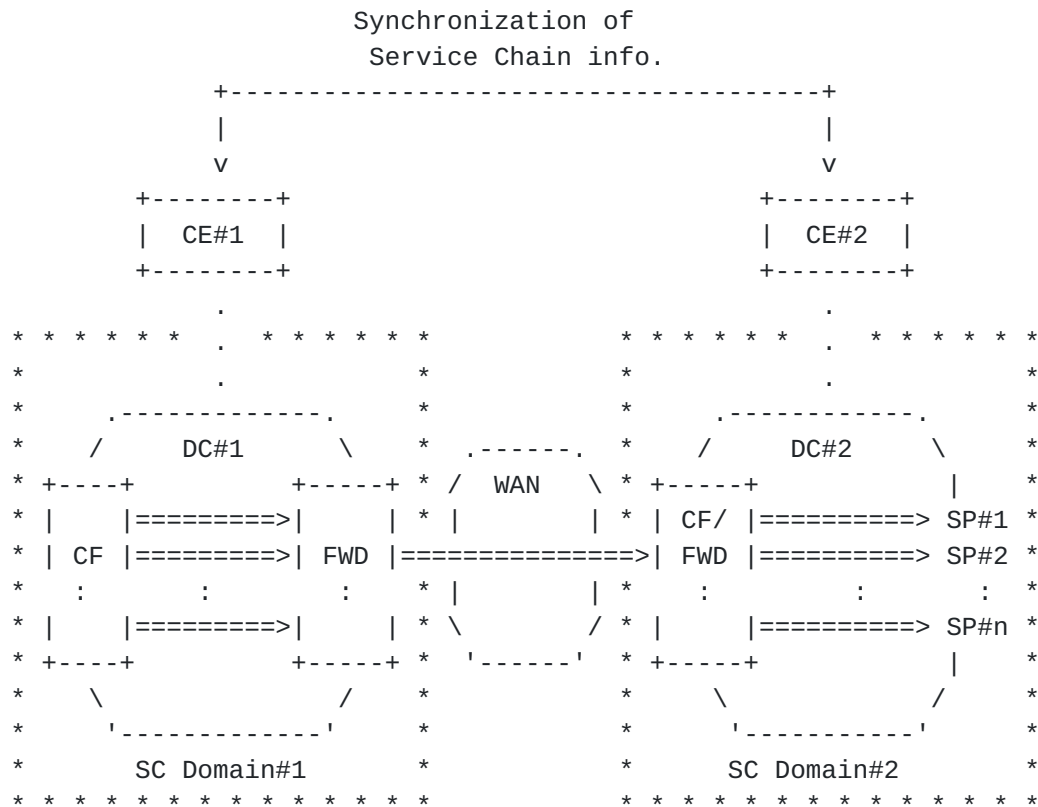 Synchronization of
Service Chain info.
+--------------------------------------+
|                                      |
v                                      v
+--------+                              +--------+
|  CE#1  |                              |  CE#2  |
+--------+                              +--------+
.                                      .
* * * * * *  .  * * * * * *            * * * * * *  .  * * * * * *
*            .            *            *            .            *
*      .-------------.     *            *     .------------.      *
*     /     DC#1      \    *  .------.  *    /     DC#2     \     *
* +----+          +-----+ * /  WAN   \ * +-----+            |    *
* |    |=========>|     | * |        | * | CF/ |==========> SP#1 *
* | CF |=========>| FWD |===============>| FWD |==========> SP#2 *
*   :       :        :    * |        | *    :         :       :  *
* |    |=========>|     | * \        / * |     |==========> SP#n *
* +----+          +-----+ *  '------'  * +-----+            |    *
*    \               /    *            *     \             /     *
*     '-------------'     *            *      '-----------'      *
*       SC Domain#1       *            *      SC Domain#2        *
* * * * * * * * * * * * * *            * * * * * * * * * * * * * *